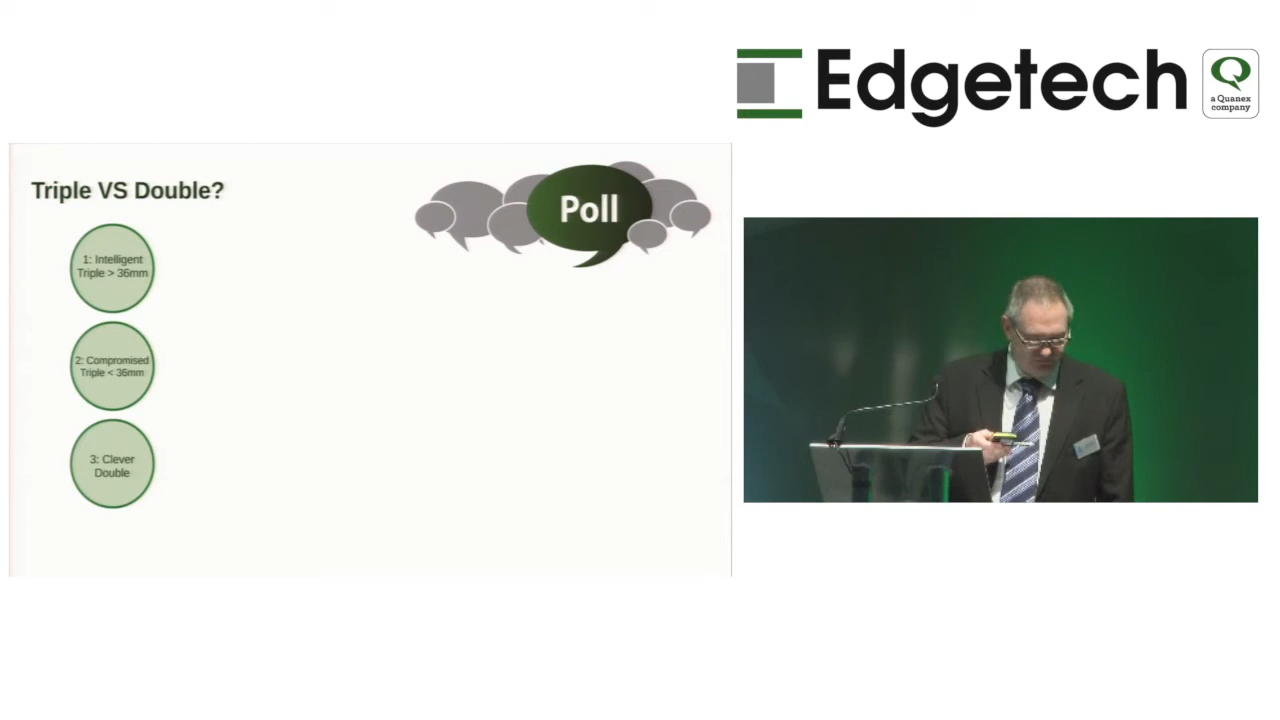 Edgetech
a Quanex
company
Triple VS Double?
Poll
1: Intelligent
Triple > 36mm
2: Compromised
Triple < 36mm
3: Clever
Double